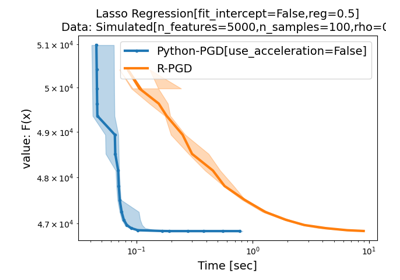 Lasso Regression[fit_intercept=False,reg=0.5]
Data: Simulated[n_features=5000,n_samples=100,rho=0
Python-PGD[use_acceleration=False]
R-PGD
value: F(x)
5.1 × 10⁴
5 × 10⁴
4.9 × 10⁴
4.8 × 10⁴
4.7 × 10⁴
10⁻¹ 10⁰ 10¹
Time [sec]